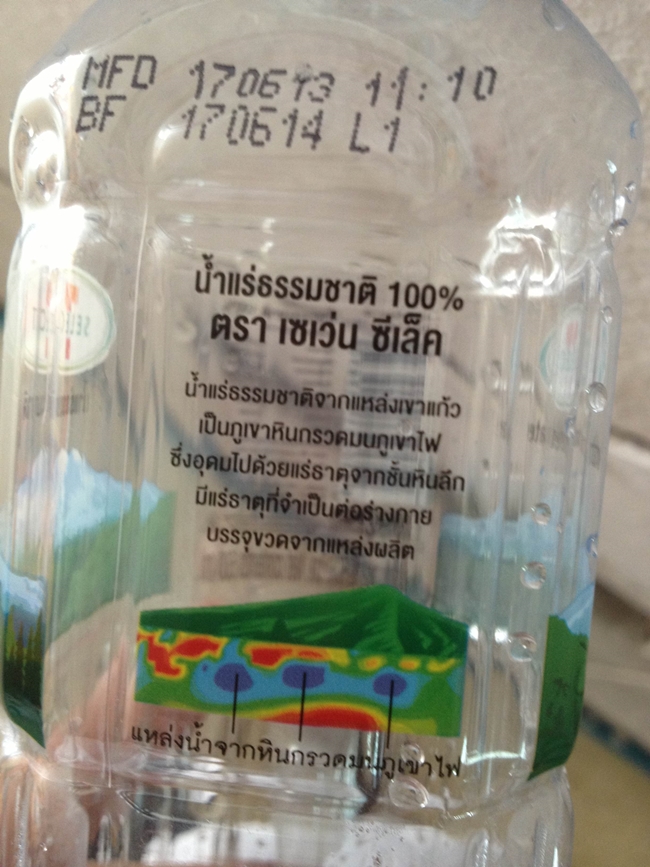 MFD 170613 11:10
BF 170614 L1
น้ำแร่ธรรมชาติ 100%
ตรา เซเว่น ซีเล็ค
น้ำแร่ธรรมชาติจากแหล่งเขาแก้ว
เป็นภูเขาหินกรวดมนภูเขาไฟ
ซึ่งอุดมไปด้วยแร่ธาตุจากชั้นหินลึก
มีแร่ธาตุที่จำเป็นต่อร่างกาย
บรรจุขวดจากแหล่งผลิต
แหล่งน้ำจากหินกรวดมนภูเขาไฟ